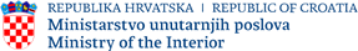 REPUBLIKA HRVATSKA | REPUBLIC OF CROATIA
Ministarstvo unutarnjih poslova
Ministry of the Interior